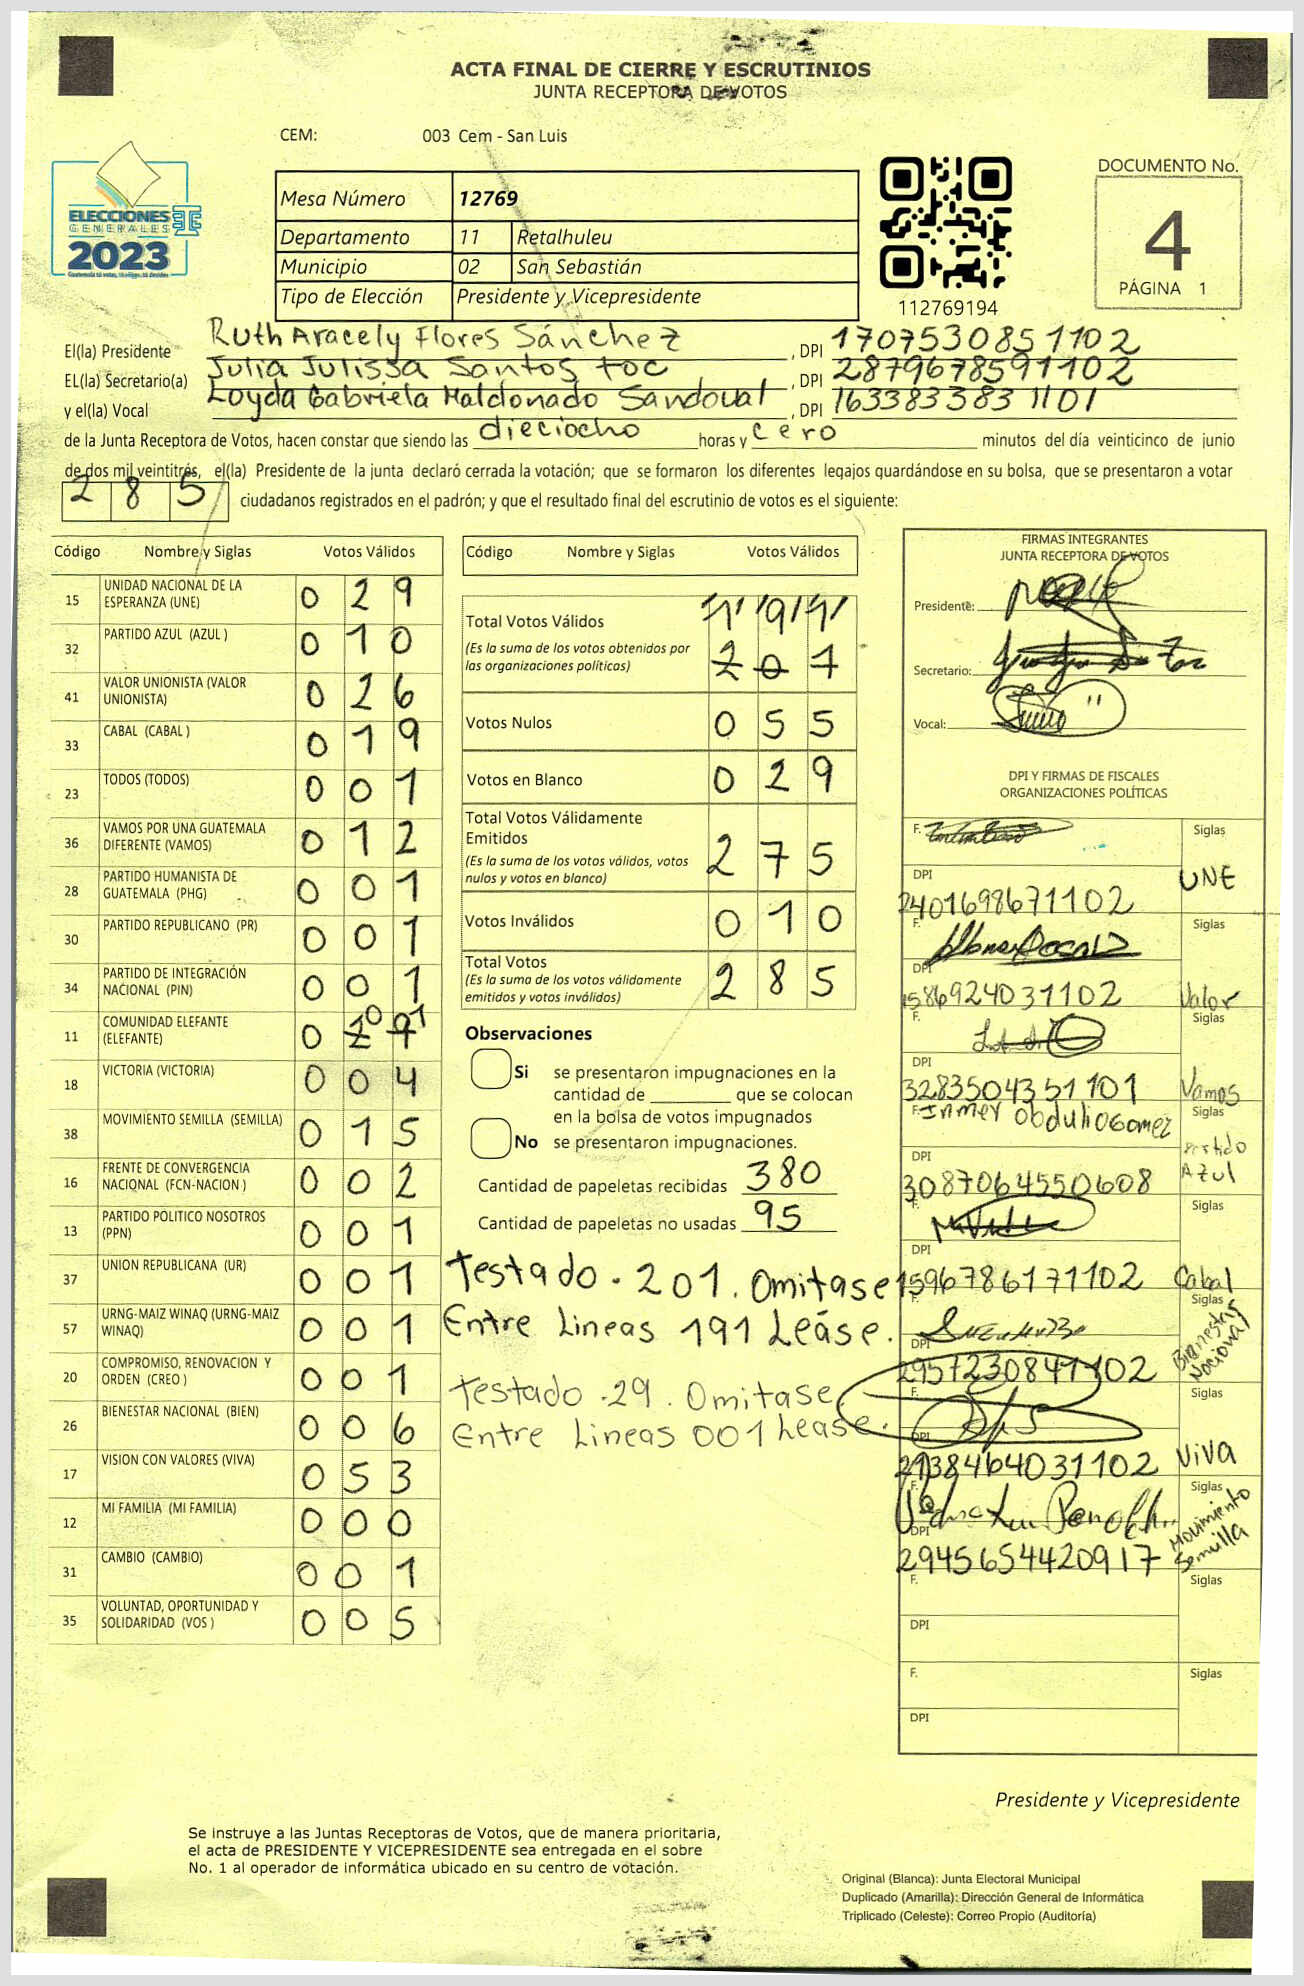 ACTA FINAL DE CIERRE Y ESCRUTINIOS
JUNTA RECEPTORA DE VOTOS
CEM: 003 Cem - San Luis
ELECCIONES
GENERALES
2023
Mesa Número 12769
Departamento 11 Retalhuleu
Municipio 02 San Sebastián
Tipo de Elección Presidente y Vicepresidente
112769194
DOCUMENTO No.
4
PÁGINA 1
El(la) Presidente Ruth Aracely Flores Sánchez, DPI 1707530851102
EL(la) Secretario(a) Julia Julissa Santos toc, DPI 2879678591102
y el(la) Vocal Loyda Gabriela Maldonado Sandoval, DPI 1633833831101
de la Junta Receptora de Votos, hacen constar que siendo las dieciocho horas y cero minutos del día veinticinco de junio
de dos mil veintitrés, el(la) Presidente de la junta declaró cerrada la votación; que se formaron los diferentes legajos guardándose en su bolsa, que se presentaron a votar
285 ciudadanos registrados en el padrón; y que el resultado final del escrutinio de votos es el siguiente:
Código Nombre y Siglas Votos Válidos
15 UNIDAD NACIONAL DE LA ESPERANZA (UNE) 0 2 9
32 PARTIDO AZUL (AZUL ) 0 1 0
41 VALOR UNIONISTA (VALOR UNIONISTA) 0 2 6
33 CABAL (CABAL ) 0 1 9
23 TODOS (TODOS) 0 0 1
36 VAMOS POR UNA GUATEMALA DIFERENTE (VAMOS) 0 1 2
28 PARTIDO HUMANISTA DE GUATEMALA (PHG) 0 0 1
30 PARTIDO REPUBLICANO (PR) 0 0 1
34 PARTIDO DE INTEGRACIÓN NACIONAL (PIN) 0 0 1
11 COMUNIDAD ELEFANTE (ELEFANTE) 0 0 1
18 VICTORIA (VICTORIA) 0 0 4
38 MOVIMIENTO SEMILLA (SEMILLA) 0 1 5
16 FRENTE DE CONVERGENCIA NACIONAL (FCN-NACION ) 0 0 2
13 PARTIDO POLITICO NOSOTROS (PPN) 0 0 1
37 UNION REPUBLICANA (UR) 0 0 1
57 URNG-MAIZ WINAQ (URNG-MAIZ WINAQ) 0 0 1
20 COMPROMISO, RENOVACION Y ORDEN (CREO ) 0 0 1
26 BIENESTAR NACIONAL (BIEN) 0 0 6
17 VISION CON VALORES (VIVA) 0 5 3
12 MI FAMILIA (MI FAMILIA) 0 0 0
31 CAMBIO (CAMBIO) 0 0 1
35 VOLUNTAD, OPORTUNIDAD Y SOLIDARIDAD (VOS ) 0 0 5
Código Nombre y Siglas Votos Válidos
Total Votos Válidos 1 9 1
(Es la suma de los votos obtenidos por las organizaciones políticas) 2 0 1
Votos Nulos 0 5 5
Votos en Blanco 0 2 9
Total Votos Válidamente Emitidos
(Es la suma de los votos válidos, votos nulos y votos en blanco) 2 7 5
Votos Inválidos 0 1 0
Total Votos
(Es la suma de los votos válidamente emitidos y votos inválidos) 2 8 5
Observaciones
Si se presentaron impugnaciones en la
cantidad de ________ que se colocan
en la bolsa de votos impugnados
No se presentaron impugnaciones.
Cantidad de papeletas recibidas 380
Cantidad de papeletas no usadas 95
Testado - 201. Omitase
Entre Lineas 191 Leáse.
Testado - 29. Omitase
Entre Lineas 001 Lease.
FIRMAS INTEGRANTES
JUNTA RECEPTORA DE VOTOS
Presidente:
Secretario:
Vocal:
DPI Y FIRMAS DE FISCALES
ORGANIZACIONES POLÍTICAS
F. Siglas
DPI 2401698671102 UNE
F. Siglas
DPI 1586924031102 Valor
F. Siglas
DPI 3283504351101 Vamos
F. Inmer Obdulio Gomez Siglas
DPI 3087064550608 Partido Azul
F. Siglas
DPI 1596786171102 Cabal
F. Siglas
DPI 2957230841102 Bienestar Nacional
F. Siglas
DPI 2138464031102 VIVA
F. Siglas
DPI 2945654420917 Movimiento Semilla
F. Siglas
DPI
F. Siglas
DPI
Presidente y Vicepresidente
Se instruye a las Juntas Receptoras de Votos, que de manera prioritaria,
el acta de PRESIDENTE Y VICEPRESIDENTE sea entregada en el sobre
No. 1 al operador de informática ubicado en su centro de votación.
Original (Blanca): Junta Electoral Municipal
Duplicado (Amarilla): Dirección General de Informática
Triplicado (Celeste): Correo Propio (Auditoría)